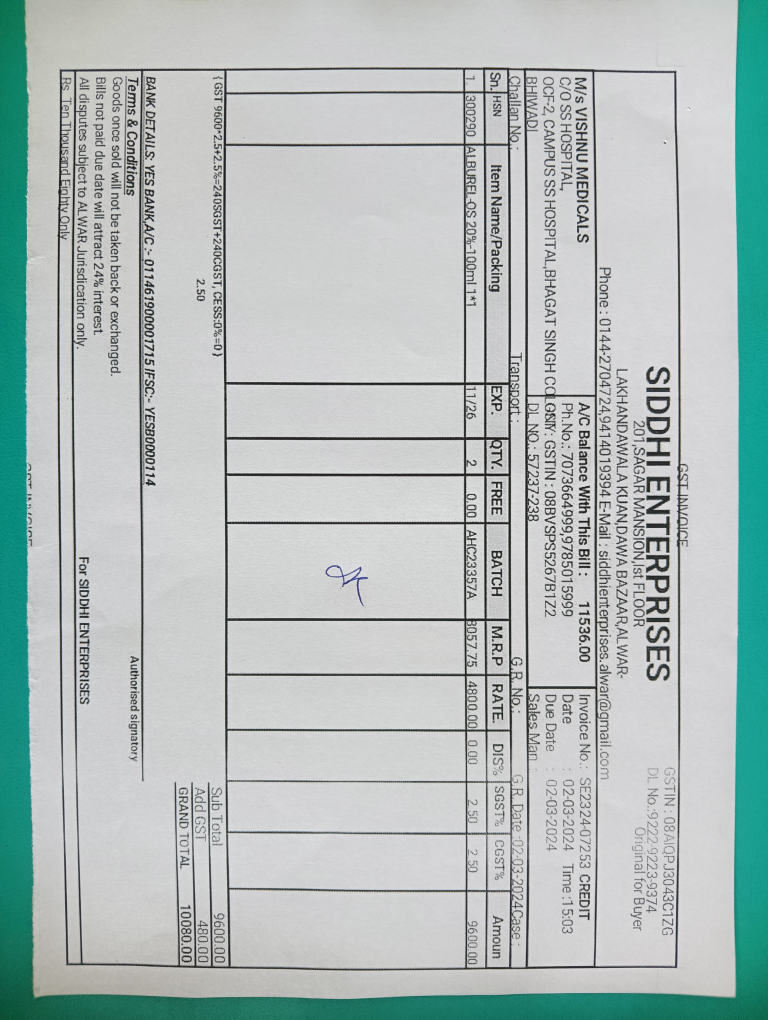 GST INVOICE
SIDDHI ENTERPRISES
201,SAGAR MANSION,Ist FLOOR
LAKHANDAWALA KUAN,DAWA BAZAAR,ALWAR-
Phone : 0144-2704724,9414019394 E-Mail : siddhienterprises.alwar@gmail.com
GSTIN : 08AIQPJ3043C1ZG
DL No.:9222-9223-9374
Original for Buyer
M/s VISHNU MEDICALS
C/O SS HOSPITAL,
OCF-2, CAMPUS SS HOSPITAL,BHAGAT SINGH COLONY
BHIWADI
A/C Balance With This Bill : 11536.00
Ph.No.: 7073664999,9785015999
GSTIN : 08BVSPS5267B1Z2
DL NO.: 57237-238
Invoice No.: SE2324-07253 CREDIT
Date : 02-03-2024 Time :15:03
Due Date : 02-03-2024
Sales Man :
Challan No.: Transport : G.R. No.: G.R. Date :02-03-2024 Case :
Sn. HSN Item Name/Packing EXP. QTY. FREE BATCH M.R.P RATE. DIS% SGST% CGST% Amoun
1. 300290 ALBUREL-OS 20%-100ml 1*1 11/26 2 0.00 AHC23357A 8057.75 4800.00 0.00 2.50 2.50 9600.00
( GST 9600*2.5+2.5%=240SGST+240CGST, CESS:0%=0 )
2.50
Sub Total 9600.00
Add GST 480.00
GRAND TOTAL 10080.00
BANK DETAILS: YES BANK,A/C :- 011461900001715 IFSC:- YESB0000114
Terms & Conditions
Goods once sold will not be taken back or exchanged.
Bills not paid due date will attract 24% interest.
All disputes subject to ALWAR Jurisdication only.
Authorised signatory
For SIDDHI ENTERPRISES
Rs. Ten Thousand Eighty Only